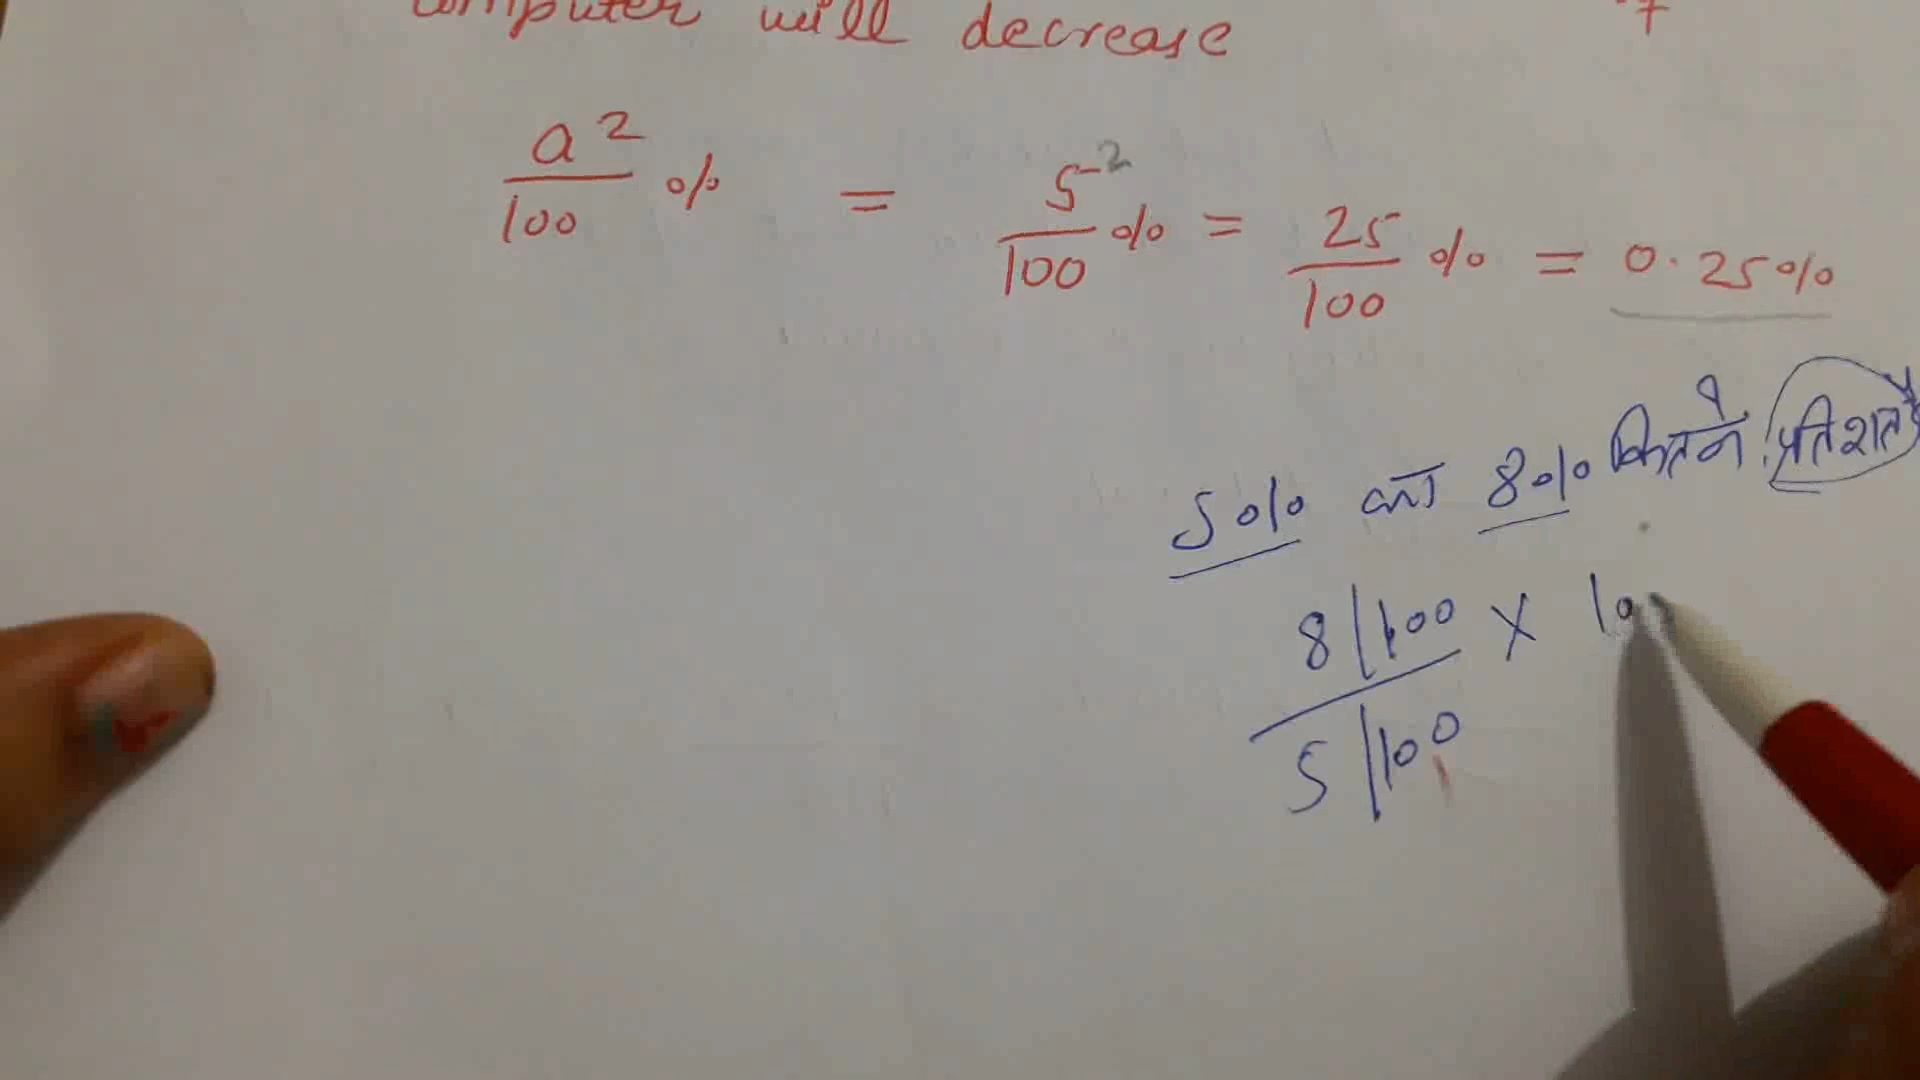 computer will decrease
a²/100 % = 5²/100 % = 25/100 % = 0.25%
5% का 8% कितने प्रतिशत है
8/100 × 100
5/100